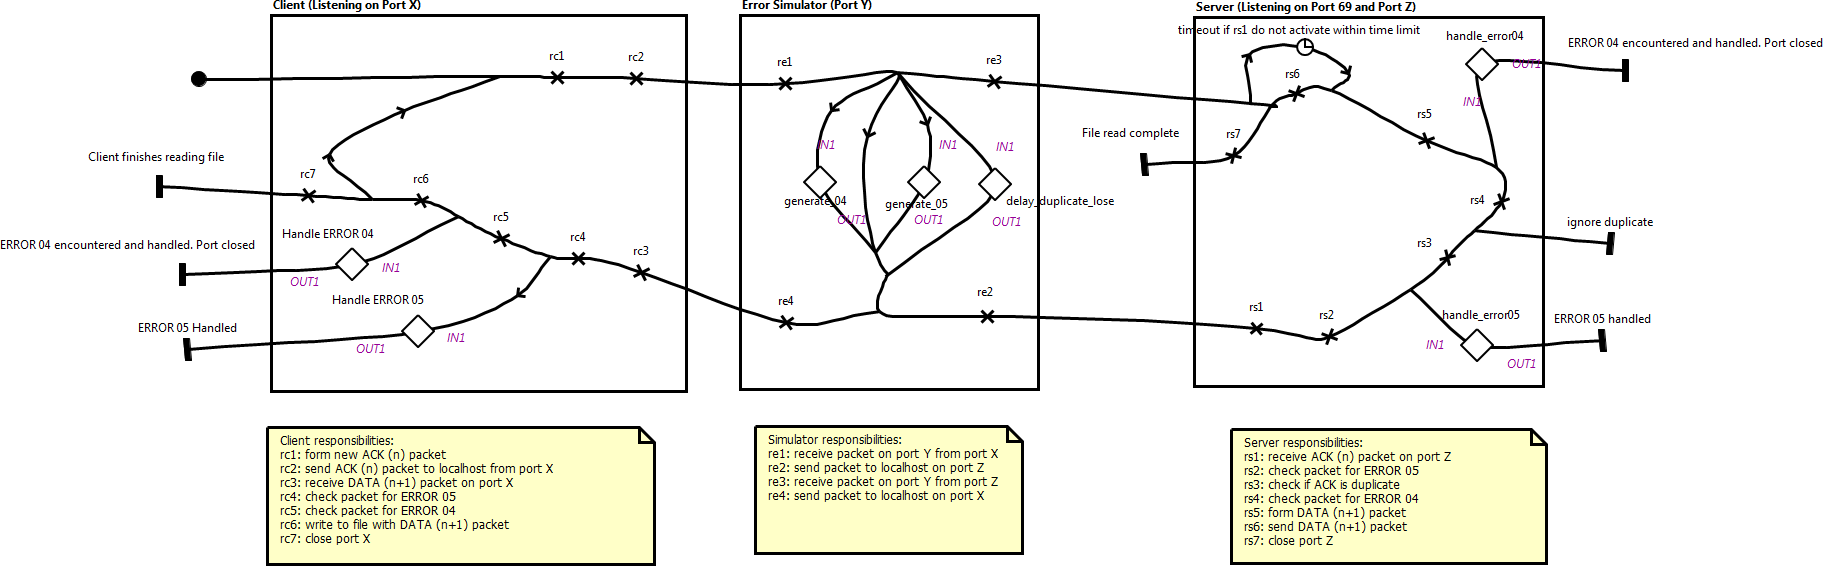 Client (Listening on Port X)
rc1
rc2
Client finishes reading file
rc7
rc6
rc5
rc4
rc3
Handle ERROR 04
IN1
OUT1
ERROR 04 encountered and handled. Port closed
Handle ERROR 05
IN1
OUT1
ERROR 05 Handled
Error Simulator (Port Y)
re1
re3
IN1
IN1
IN1
generate_04
generate_05
delay_duplicate_lose
OUT1
OUT1
OUT1
re4
re2
Server (Listening on Port 69 and Port Z)
timeout if rs1 do not activate within time limit
rs6
rs7
File read complete
rs5
handle_error04
OUT1
IN1
ERROR 04 encountered and handled. Port closed
rs4
ignore duplicate
rs3
rs1
rs2
handle_error05
IN1
OUT1
ERROR 05 handled
Client responsibilities:
rc1: form new ACK (n) packet
rc2: send ACK (n) packet to localhost from port X
rc3: receive DATA (n+1) packet on port X
rc4: check packet for ERROR 05
rc5: check packet for ERROR 04
rc6: write to file with DATA (n+1) packet
rc7: close port X
Simulator responsibilities:
re1: receive packet on port Y from port X
re2: send packet to localhost on port Z
re3: receive packet on port Y from port Z
re4: send packet to localhost on port X
Server responsibilities:
rs1: receive ACK (n) packet on port Z
rs2: check packet for ERROR 05
rs3: check if ACK is duplicate
rs4: check packet for ERROR 04
rs5: form DATA (n+1) packet
rs6: send DATA (n+1) packet
rs7: close port Z